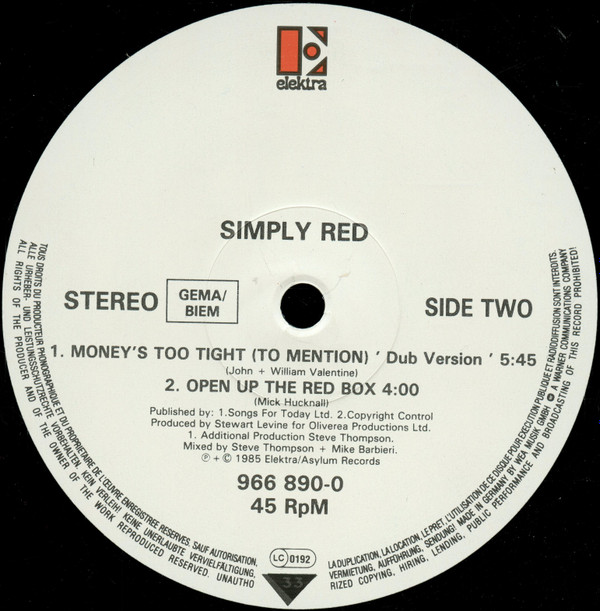 elektra
SIMPLY RED
STEREO
GEMA/
BIEM
SIDE TWO
1. MONEY'S TOO TIGHT (TO MENTION) ' Dub Version ' 5:45
(John + William Valentine)
2. OPEN UP THE RED BOX 4:00
(Mick Hucknall)
Published by: 1.Songs For Today Ltd. 2.Copyright Control
Produced by Stewart Levine for Oliverea Productions Ltd.
1. Additional Production Steve Thompson.
Mixed by Steve Thompson + Mike Barbieri.
℗ + © 1985 Elektra/Asylum Records
966 890-0
45 RpM
LC 0192
33
TOUS DROITS DU PRODUCTEUR PHONOGRAPHIQUE ET DU PROPRIETAIRE DE L'ŒUVRE ENREGISTREE RESERVES, SAUF AUTORISATION,
LA DUPLICATION, LA LOCATION, LE PRET, L'UTILISATION DE CE DISQUE POUR EXECUTION PUBLIQUE ET RADIODIFFUSION SONT INTERDITS.
ALLE URHEBER- UND LEISTUNGSSCHUTZRECHTE VORBEHALTEN. KEIN VERLEIH! KEINE UNERLAUBTE VERVIELFÄLTIGUNG,
VERMIETUNG, AUFFÜHRUNG, SENDUNG! MADE IN GERMANY BY WEA MUSIK GMBH A WARNER COMMUNICATIONS COMPANY
ALL RIGHTS OF THE PRODUCER AND OF THE OWNER OF THE WORK REPRODUCED RESERVED. UNAUTHO
RIZED COPYING, HIRING, LENDING, PUBLIC PERFORMANCE AND BROADCASTING OF THIS RECORD PROHIBITED!